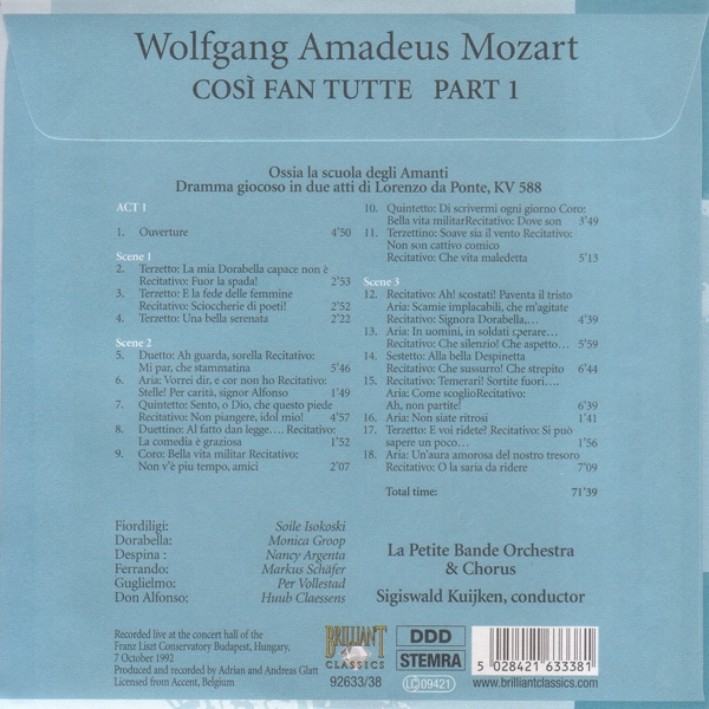 Wolfgang Amadeus Mozart
COSÌ FAN TUTTE PART 1
Ossia la scuola degli Amanti
Dramma giocoso in due atti di Lorenzo da Ponte, KV 588
ACT 1
1. Ouverture 4'50
Scene 1
2. Terzetto: La mia Dorabella capace non è
Recitativo: Fuor la spada! 2'53
3. Terzetto: E la fede delle femmine
Recitativo: Scioccherie di poeti! 2'52
4. Terzetto: Una bella serenata 2'22
Scene 2
5. Duetto: Ah guarda, sorella Recitativo:
Mi par, che stammatina 5'46
6. Aria: Vorrei dir, e cor non ho Recitativo:
Stelle! Per carità, signor Alfonso 1'49
7. Quintetto: Sento, o Dio, che questo piede
Recitativo: Non piangere, idol mio! 4'57
8. Duettino: Al fatto dan legge…. Recitativo:
La comedia è graziosa 1'52
9. Coro: Bella vita militar Recitativo:
Non v'è piu tempo, amici 2'07
10. Quintetto: Di scrivermi ogni giorno Coro:
Bella vita militarRecitativo: Dove son 3'49
11. Terzettino: Soave sia il vento Recitativo:
Non son cattivo comico
Recitativo: Che vita maledetta 5'13
Scene 3
12. Recitativo: Ah! scostati! Paventa il tristo
Aria: Scamie implacabili, che m'agitate
Recitativo: Signora Dorabella,… 4'39
13. Aria: In uomini, in soldati sperare…
Recitativo: Che silenzio! Che aspetto… 5'59
14. Sestetto: Alla bella Despinetta
Recitativo: Che sussurro! Che strepito 6'44
15. Recitativo: Temerari! Sortite fuori….
Aria: Come scoglioRecitativo:
Ah, non partite! 6'39
16. Aria: Non siate ritrosi 1'41
17. Terzetto: E voi ridete? Recitativo: Si può
sapere un poco… 1'56
18. Aria: Un'aura amorosa del nostro tresoro
Recitativo: O la saria da ridere 7'09
Total time: 71'39
Fiordiligi: Soile Isokoski
Dorabella: Monica Groop
Despina : Nancy Argenta
Ferrando: Markus Schäfer
Guglielmo: Per Vollestad
Don Alfonso: Huub Claessens
La Petite Bande Orchestra
& Chorus
Sigiswald Kuijken, conductor
Recorded live at the concert hall of the
Franz Liszt Conservatory Budapest, Hungary,
7 October 1992
Produced and recorded by Adrian and Andreas Glatt
Licensed from Accent, Belgium
BRILLIANT
CLASSICS
92633/38
DDD
STEMRA
LC 09421
5 028421 633381
www.brilliantclassics.com